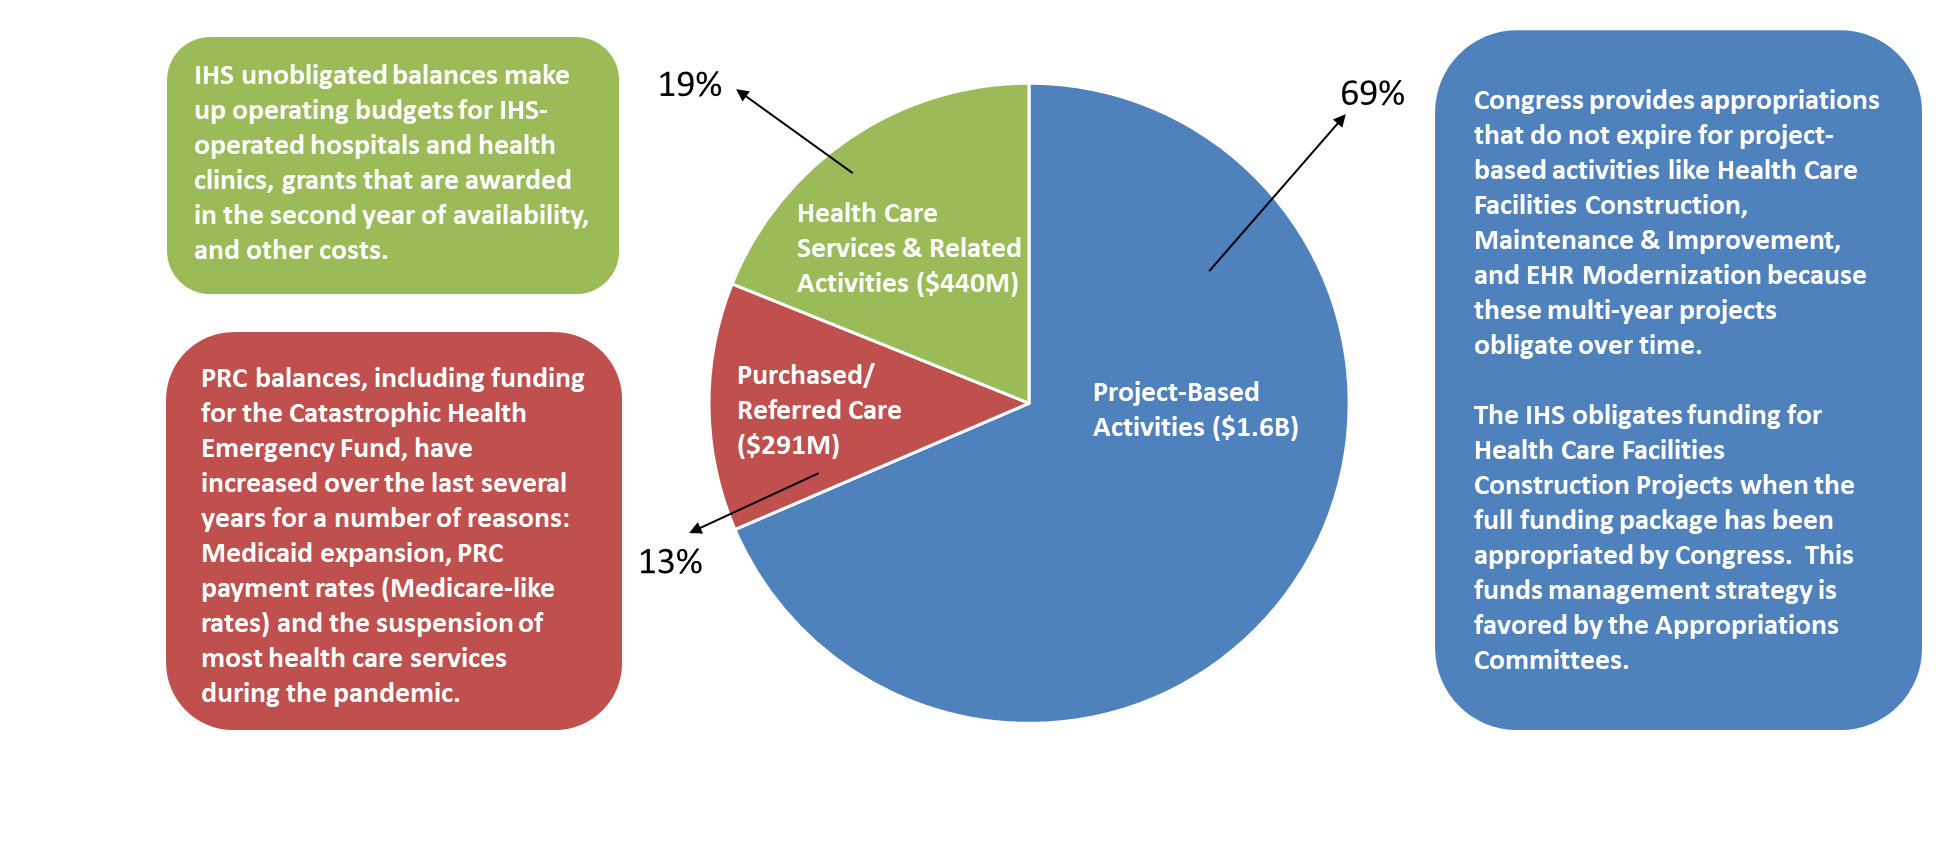 IHS unobligated balances make
up operating budgets for IHS-
operated hospitals and health
clinics, grants that are awarded
in the second year of availability,
and other costs.
PRC balances, including funding
for the Catastrophic Health
Emergency Fund, have
increased over the last several
years for a number of reasons:
Medicaid expansion, PRC
payment rates (Medicare-like
rates) and the suspension of
most health care services
during the pandemic.
19%
Health Care
Services & Related
Activities ($440M)
Purchased/
Referred Care
($291M)
13%
69%
Project-Based
Activities ($1.6B)
Congress provides appropriations
that do not expire for project-
based activities like Health Care
Facilities Construction,
Maintenance & Improvement,
and EHR Modernization because
these multi-year projects
obligate over time.
The IHS obligates funding for
Health Care Facilities
Construction Projects when the
full funding package has been
appropriated by Congress.  This
funds management strategy is
favored by the Appropriations
Committees.